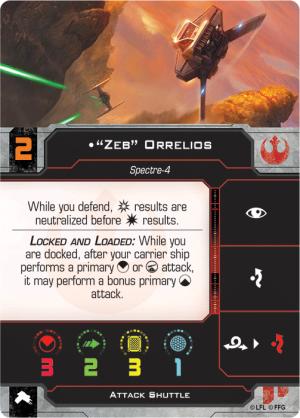 2
•“Zeb” Orrelios
Spectre-4
While you defend, results are
neutralized before results.
Locked and Loaded: While you
are docked, after your carrier ship
performs a primary or attack,
it may perform a bonus primary
attack.
3 2 3 1
Attack Shuttle
©LFL ©FFG